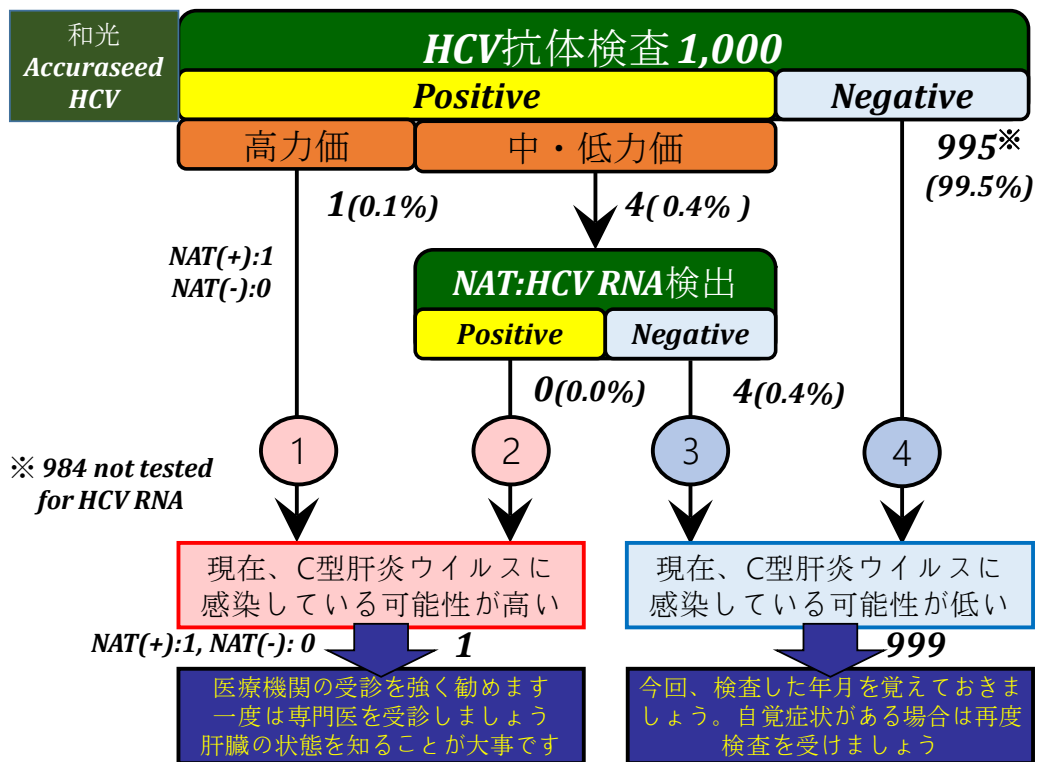 和光
Accuraseed
HCV
HCV抗体検査 1,000
Positive
Negative
高力価
中・低力価
995※
(99.5%)
1(0.1%)
4( 0.4% )
NAT(+):1
NAT(-):0
NAT:HCV RNA検出
Positive
Negative
0(0.0%)
4(0.4%)
1
2
3
4
※ 984 not tested
for HCV RNA
現在、C型肝炎ウイルスに
感染している可能性が高い
現在、C型肝炎ウイルスに
感染している可能性が低い
NAT(+):1, NAT(-): 0
1
999
医療機関の受診を強く勧めます
一度は専門医を受診しましょう
肝臓の状態を知ることが大事です
今回、検査した年月を覚えておきま
しょう。自覚症状がある場合は再度
検査を受けましょう